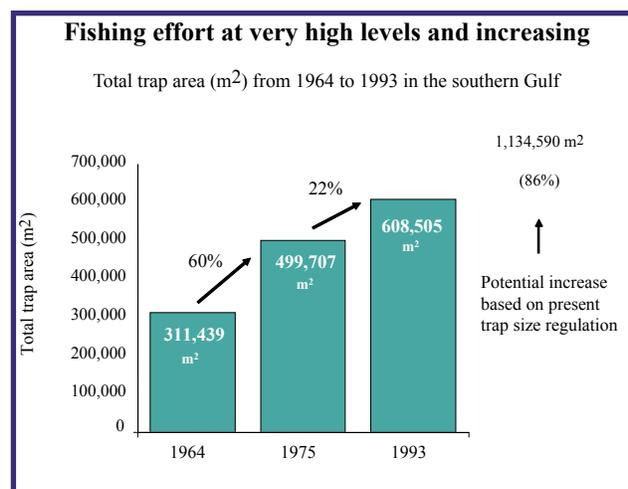 Fishing effort at very high levels and increasing
Total trap area (m2) from 1964 to 1993 in the southern Gulf
1,134,590 m2
(86%)
Potential increase
based on present
trap size regulation
Total trap area (m2)
700,000
600,000
500,000
400,000
300,000
200,000
100,000
0
60%
22%
311,439
m2
499,707
m2
608,505
m2
1964
1975
1993